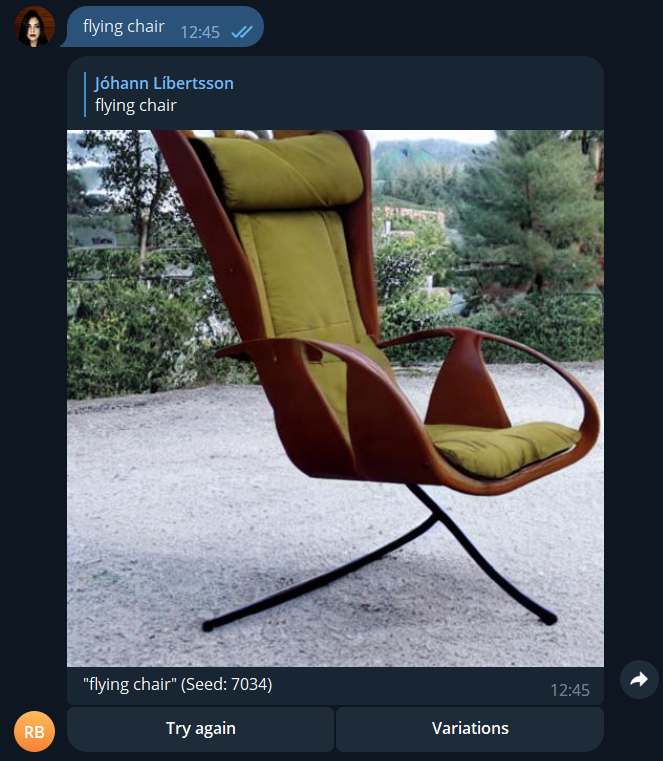 flying chair 12:45
Jóhann Líbertsson
flying chair
"flying chair" (Seed: 7034)
12:45
RB
Try again
Variations